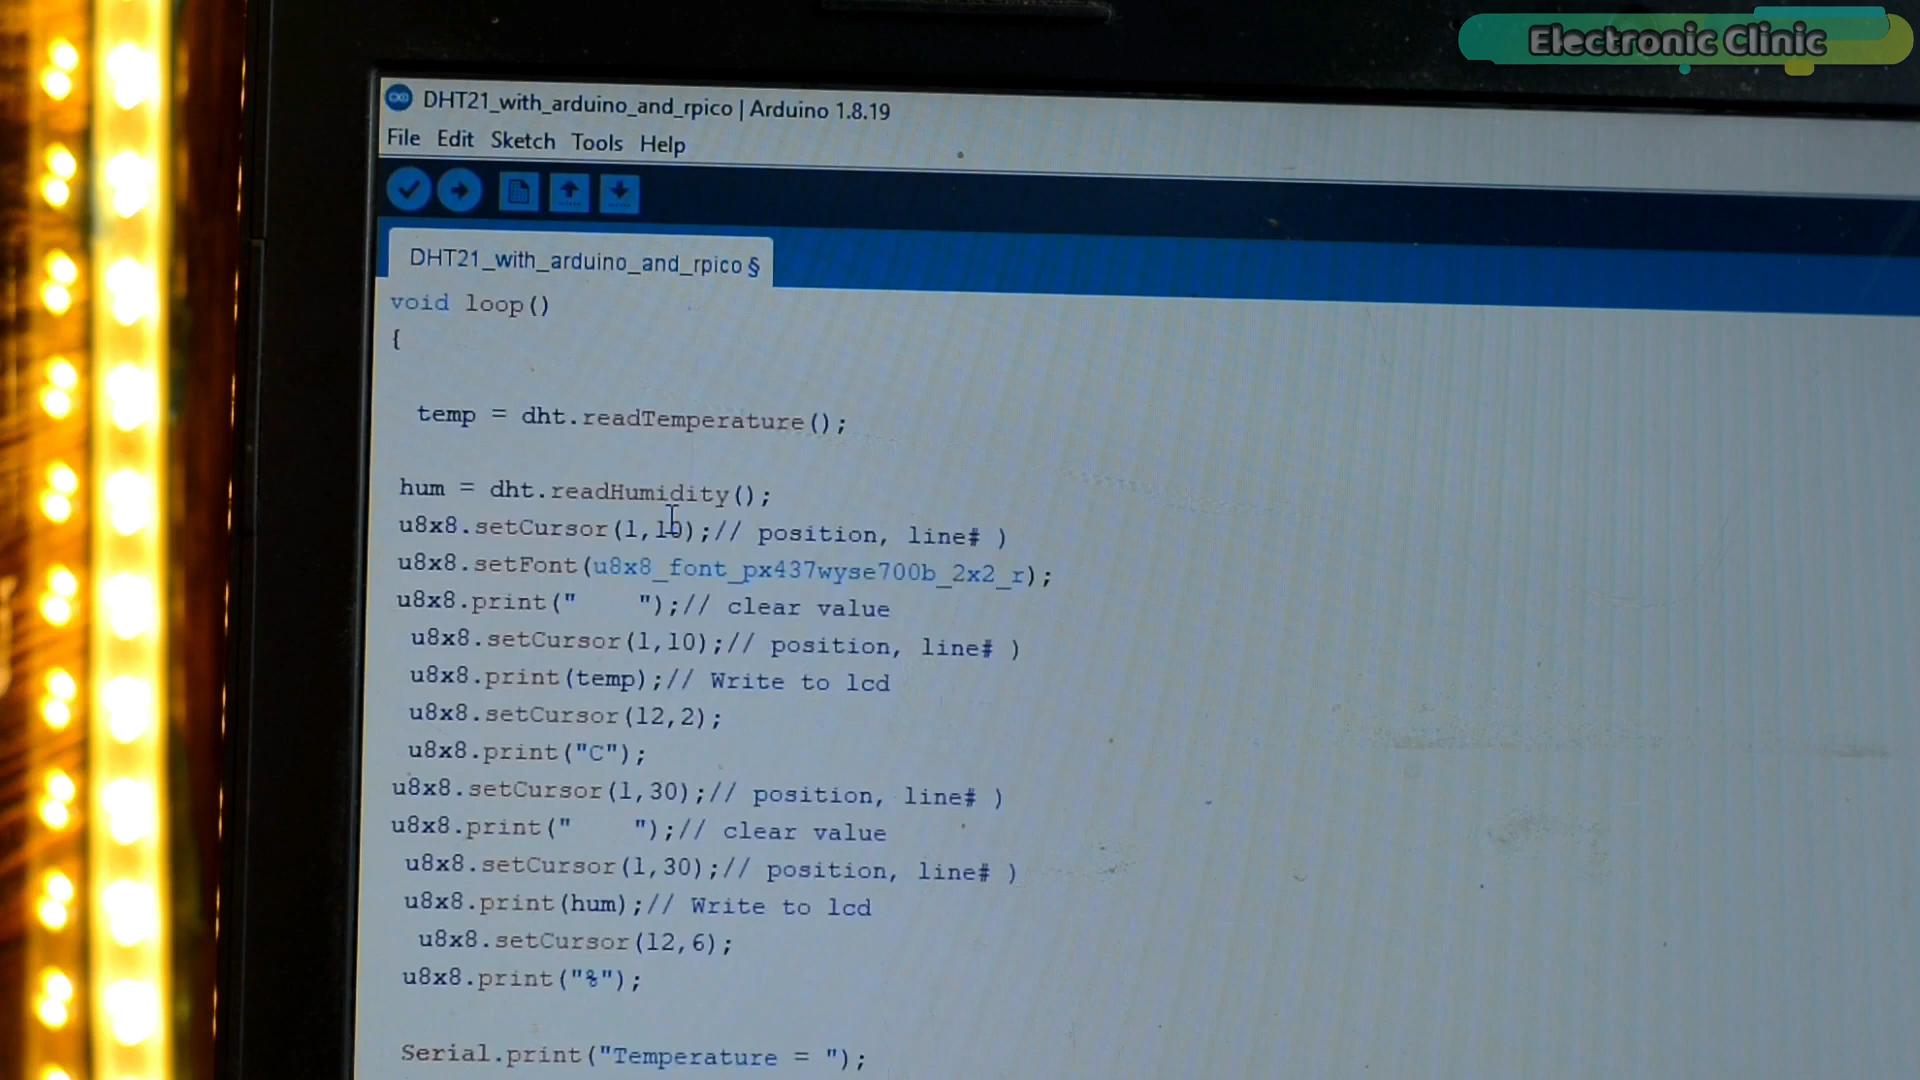 Electronic Clinic
DHT21_with_arduino_and_rpico | Arduino 1.8.19
File Edit Sketch Tools Help
DHT21_with_arduino_and_rpico §
void loop()
{
temp = dht.readTemperature();
hum = dht.readHumidity();
u8x8.setCursor(1,10);// position, line# )
u8x8.setFont(u8x8_font_px437wyse700b_2x2_r);
u8x8.print("    ");// clear value
u8x8.setCursor(1,10);// position, line# )
u8x8.print(temp);// Write to lcd
u8x8.setCursor(12,2);
u8x8.print("C");
u8x8.setCursor(1,30);// position, line# )
u8x8.print("    ");// clear value
u8x8.setCursor(1,30);// position, line# )
u8x8.print(hum);// Write to lcd
u8x8.setCursor(12,6);
u8x8.print("%");
Serial.print("Temperature = ");